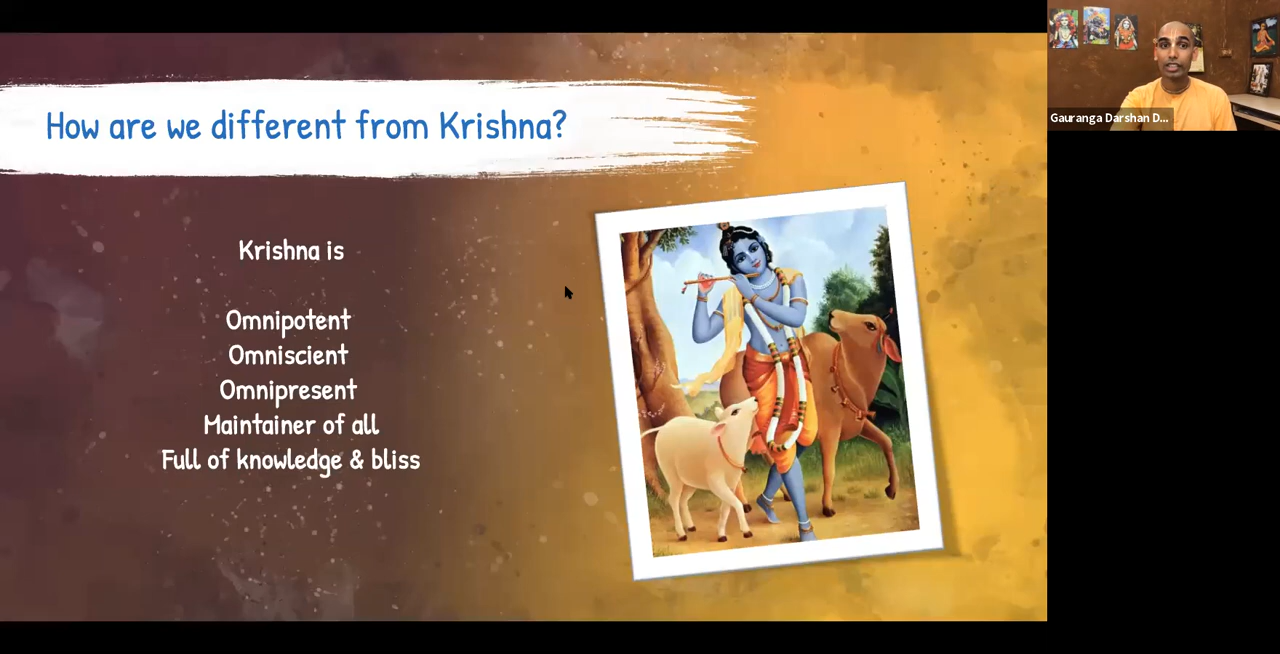 How are we different from Krishna?
Krishna is
Omnipotent
Omniscient
Omnipresent
Maintainer of all
Full of knowledge & bliss
Gauranga Darshan D...